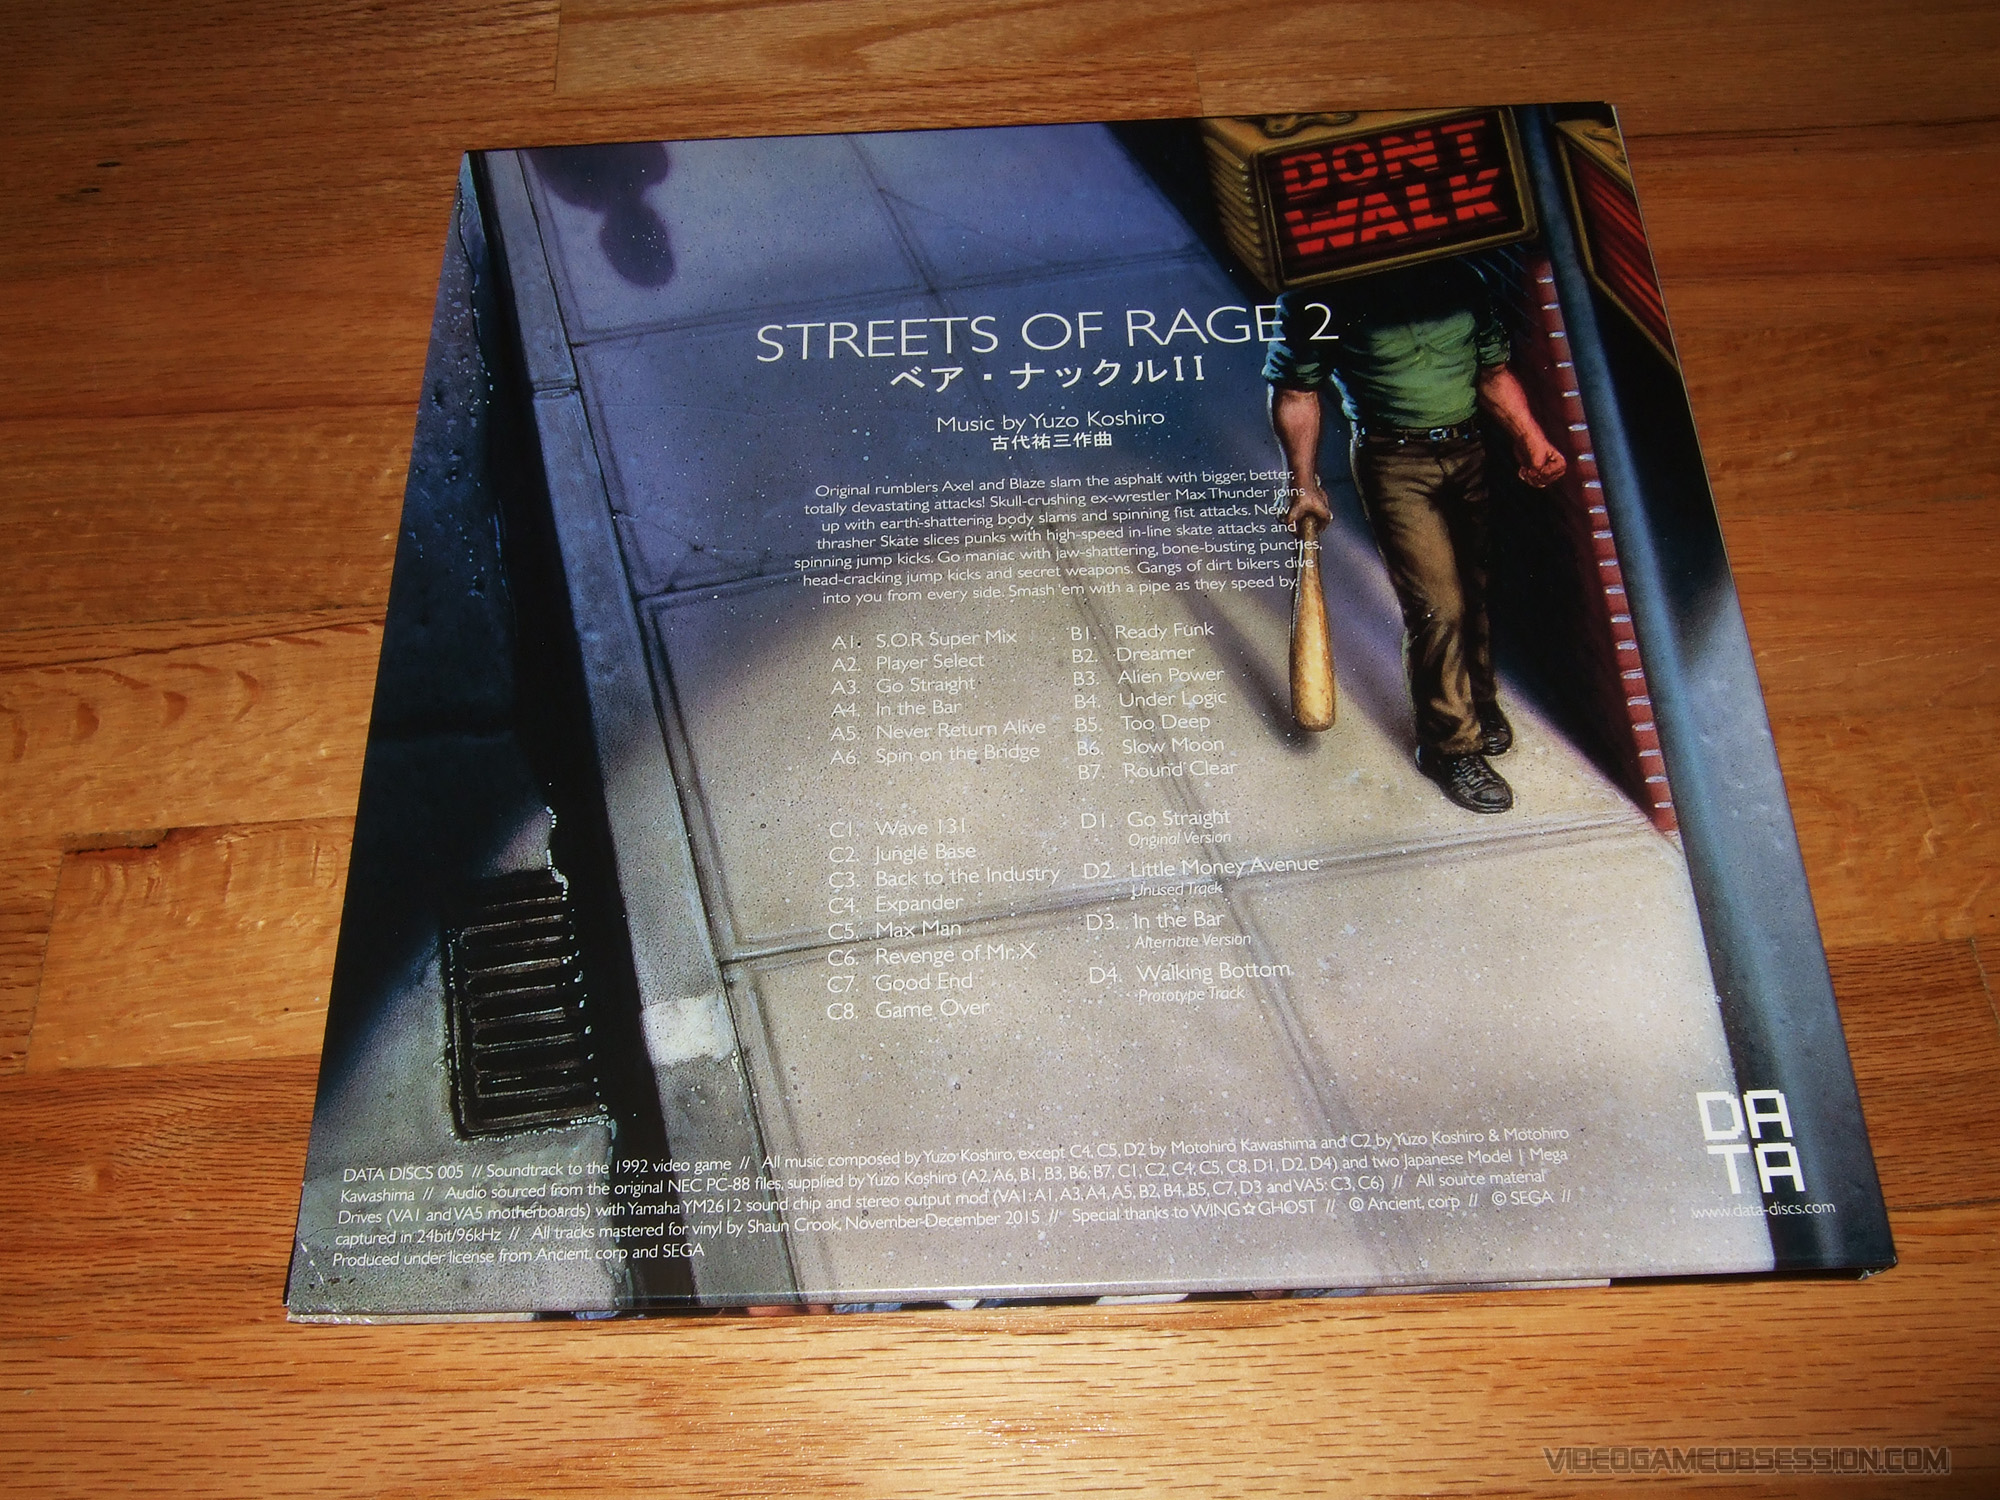 DONT
WALK
STREETS OF RAGE 2
ベア・ナックルII
Music by Yuzo Koshiro
古代祐三作曲
Original rumblers Axel and Blaze slam the asphalt with bigger, better,
totally devastating attacks! Skull-crushing ex-wrestler Max Thunder joins
up with earth-shattering body slams and spinning fist attacks. New
thrasher Skate slices punks with high-speed in-line skate attacks and
spinning jump kicks. Go maniac with jaw-shattering, bone-busting punches,
head-cracking jump kicks and secret weapons. Gangs of dirt bikers dive
into you from every side. Smash 'em with a pipe as they speed by.
A1. S.O.R Super Mix
A2. Player Select
A3. Go Straight
A4. In the Bar
A5. Never Return Alive
A6. Spin on the Bridge
B1. Ready Funk
B2. Dreamer
B3. Alien Power
B4. Under Logic
B5. Too Deep
B6. Slow Moon
B7. Round Clear
C1. Wave 131
C2. Jungle Base
C3. Back to the Industry
C4. Expander
C5. Max Man
C6. Revenge of Mr. X
C7. Good End
C8. Game Over
D1. Go Straight
Original Version
D2. Little Money Avenue
Unused Track
D3. In the Bar
Alternate Version
D4. Walking Bottom
Prototype Track
DATA DISCS 005 // Soundtrack to the 1992 video game // All music composed by Yuzo Koshiro, except C4, C5, D2 by Motohiro Kawashima and C2 by Yuzo Koshiro & Motohiro
Kawashima // Audio sourced from the original NEC PC-88 files, supplied by Yuzo Koshiro (A2, A6, B1, B3, B6, B7, C1, C2, C4, C5, C8, D1, D2, D4) and two Japanese Model 1 Mega
Drives (VA1 and VA5 motherboards) with Yamaha YM2612 sound chip and stereo output mod (VA1: A1, A3, A4, A5, B2, B4, B5, C7, D3 and VA5: C3, C6) // All source material
captured in 24bit/96kHz // All tracks mastered for vinyl by Shaun Crook, November-December 2015 // Special thanks to WING☆GHOST // ℗ Ancient. corp // © SEGA //
Produced under license from Ancient. corp and SEGA
DA
TA
www.data-discs.com
VIDEOGAMEOBSESSION.COM